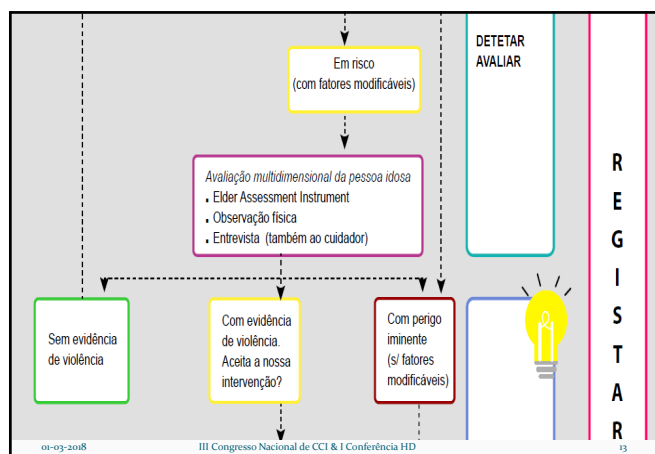 DETETAR
AVALIAR
Em risco
(com fatores modificáveis)
Avaliação multidimensional da pessoa idosa
• Elder Assessment Instrument
• Observação física
• Entrevista (também ao cuidador)
Sem evidência
de violência
Com evidência
de violência.
Aceita a nossa
intervenção?
Com perigo
iminente
(s/ fatores
modificáveis)
R
E
G
I
S
T
A
R
01-03-2018
III Congresso Nacional de CCI & I Conferência HD
13